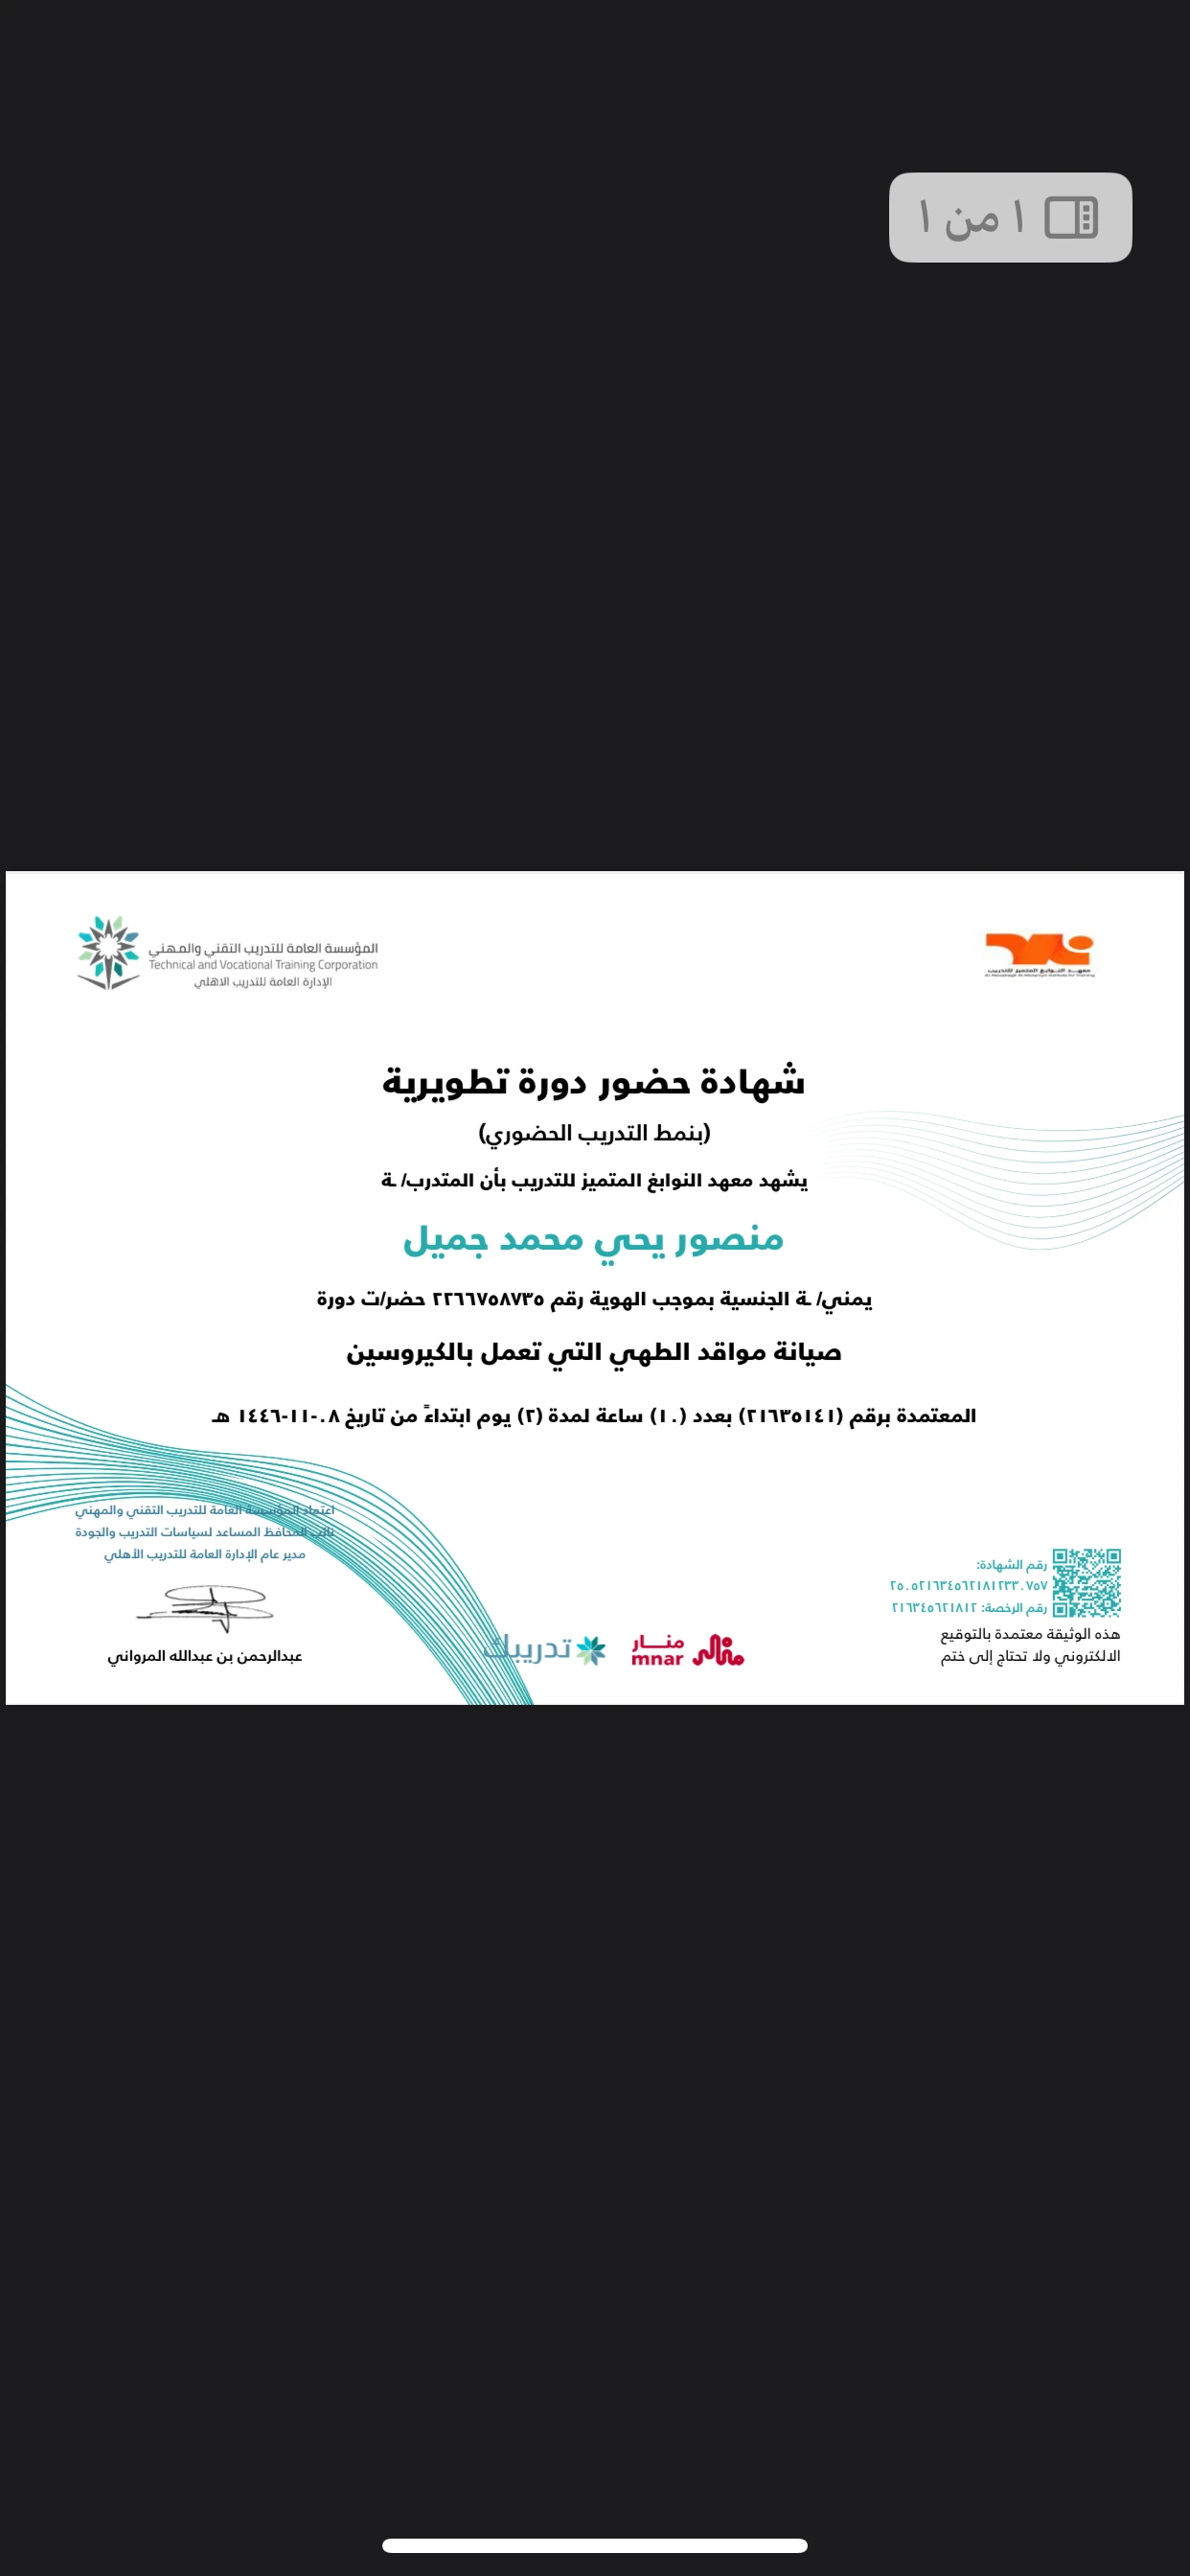 ١ من ١
المؤسسة العامة للتدريب التقني والمهني
Technical and Vocational Training Corporation
الإدارة العامة للتدريب الاهلي
معهد النوابغ المتميز للتدريب
شهادة حضور دورة تطويرية
(بنمط التدريب الحضوري)
يشهد معهد النوابغ المتميز للتدريب بأن المتدرب/ ـة
منصور يحي محمد جميل
يمني/ ـة الجنسية بموجب الهوية رقم ٢٢٦٦٧٥٨٧٣٥ حضر/ت دورة
صيانة مواقد الطهي التي تعمل بالكيروسين
المعتمدة برقم (٢١٦٣٥١٤١) بعدد (١٠) ساعة لمدة (٢) يوم ابتداءً من تاريخ ٠٨-١١-١٤٤٦ هـ
رقم الشهادة:
٢٥٠٥٢١٦٣٤٥٦٢١٨١٢٣٣٠٧٥٧
رقم الرخصة: ٢١٦٣٤٥٦٢١٨١٢
هذه الوثيقة معتمدة بالتوقيع
الالكتروني ولا تحتاج إلى ختم
منار
mnar
تدريبك
اعتماد المؤسسة العامة للتدريب التقني والمهني
نائب المحافظ المساعد لسياسات التدريب والجودة
مدير عام الإدارة العامة للتدريب الأهلي
عبدالرحمن بن عبدالله المرواني